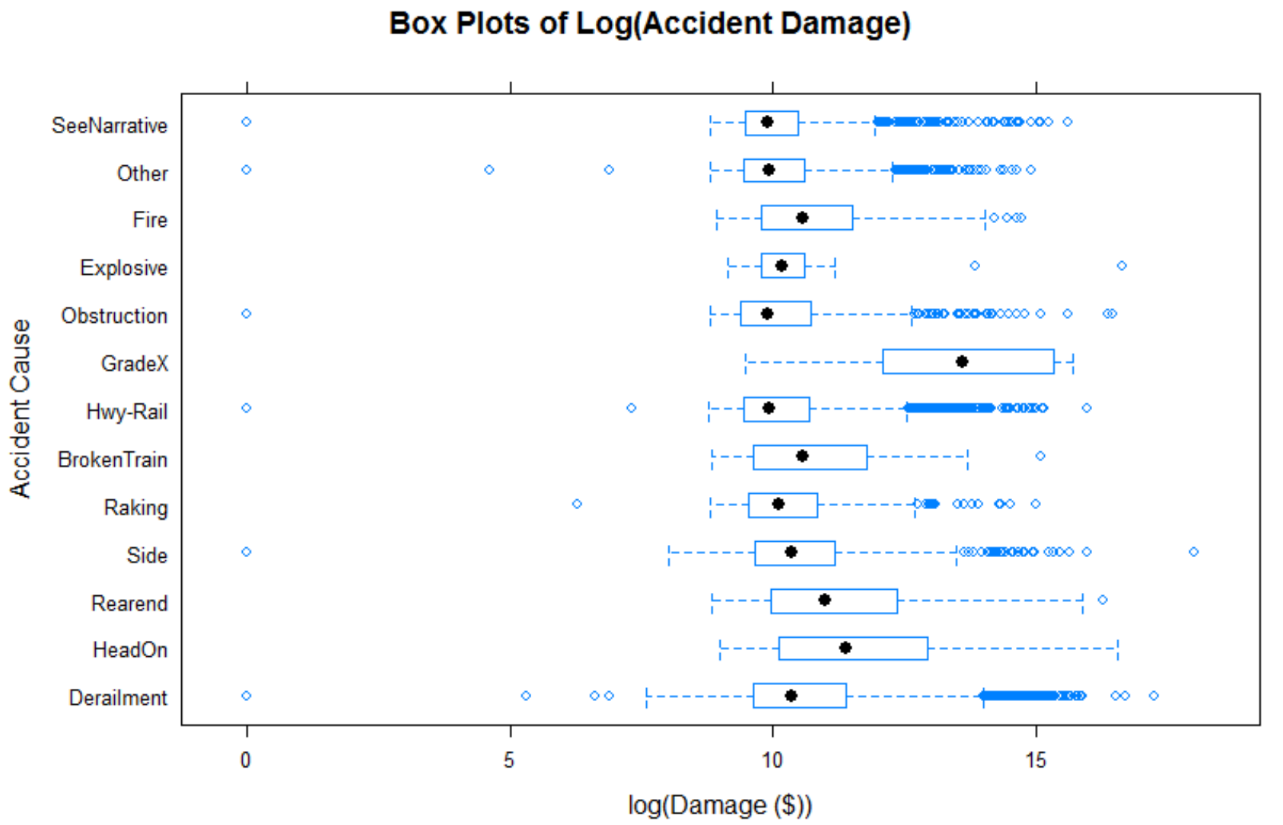 Box Plots of Log(Accident Damage)
SeeNarrative
Other
Fire
Explosive
Obstruction
GradeX
Hwy-Rail
BrokenTrain
Raking
Side
Rearend
HeadOn
Derailment
Accident Cause
0 5 10 15
log(Damage ($))